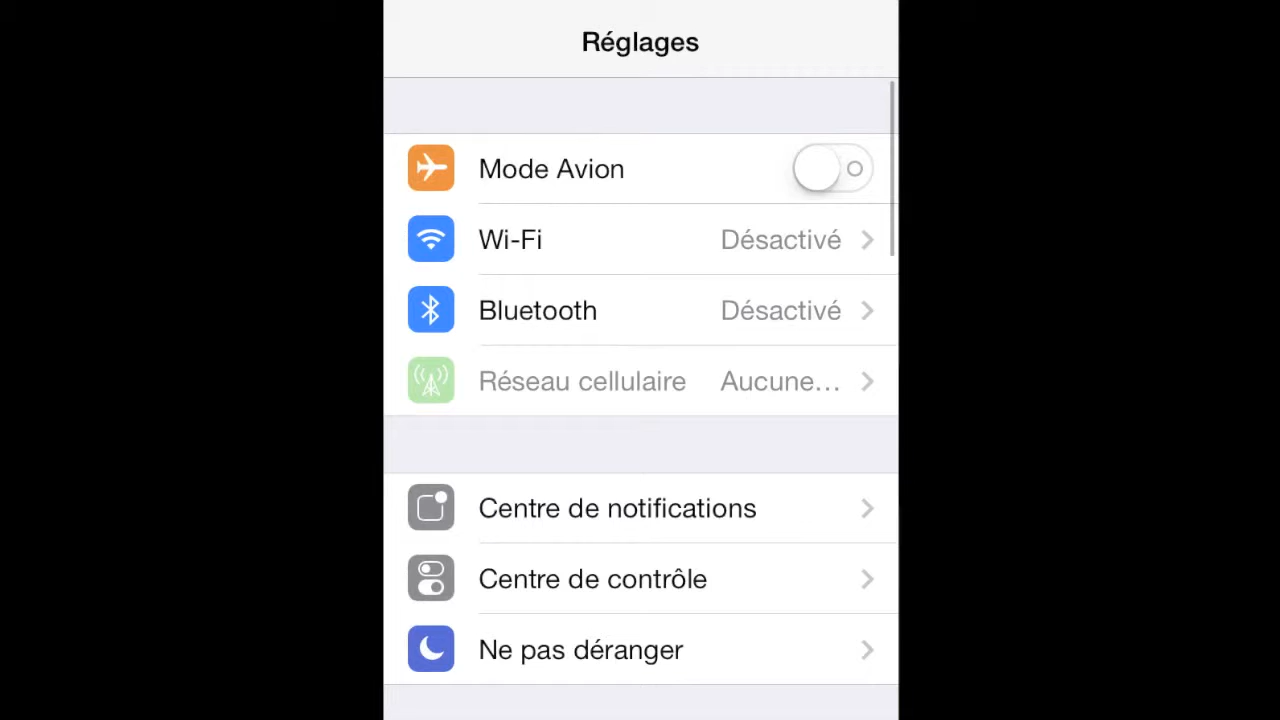 Réglages
Mode Avion
Wi-Fi Désactivé
Bluetooth Désactivé
Réseau cellulaire Aucune...
Centre de notifications
Centre de contrôle
Ne pas déranger